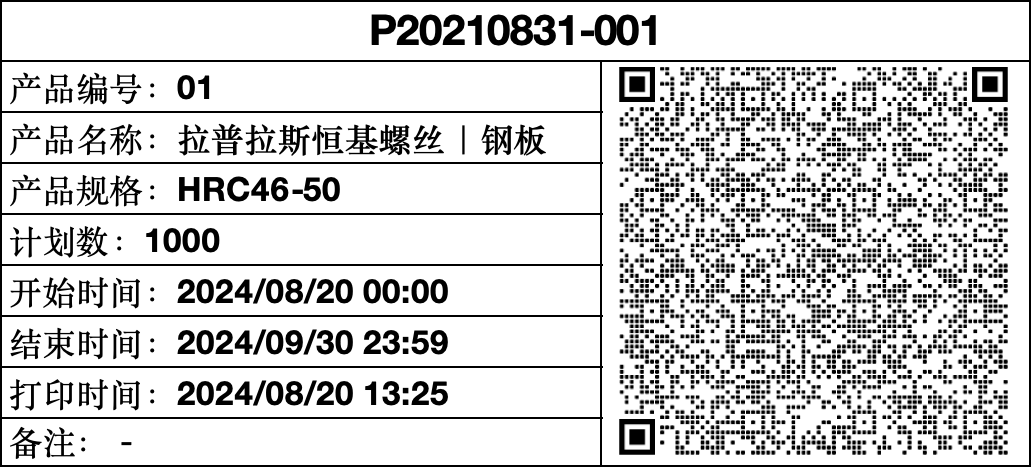 P20210831-001
产品编号：01
产品名称：拉普拉斯恒基螺丝｜钢板
产品规格：HRC46-50
计划数：1000
开始时间：2024/08/20 00:00
结束时间：2024/09/30 23:59
打印时间：2024/08/20 13:25
备注： -